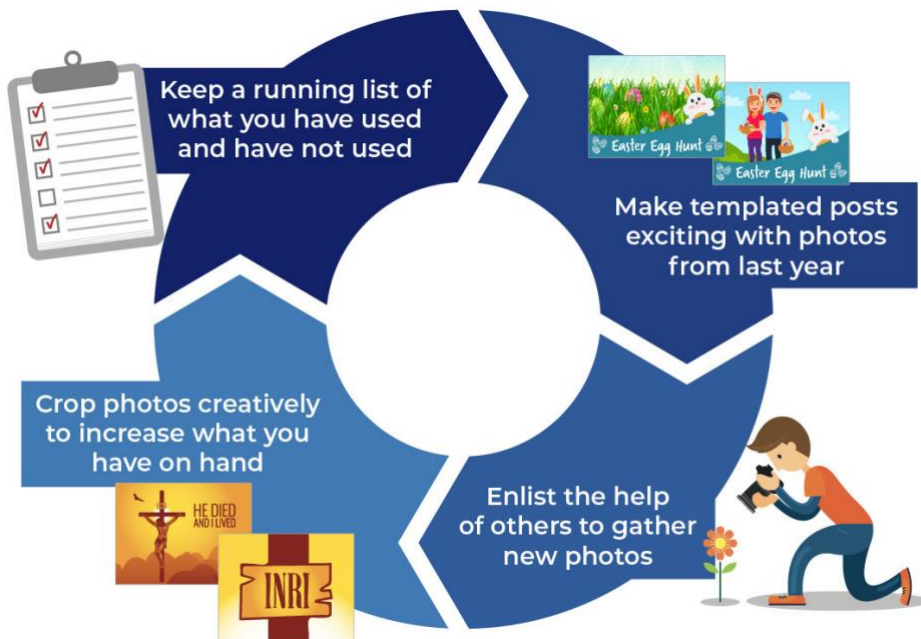 Keep a running list of
what you have used
and have not used
Easter Egg Hunt
Easter Egg Hunt
Make templated posts
exciting with photos
from last year
Enlist the help
of others to gather
new photos
Crop photos creatively
to increase what you
have on hand
HE DIED
AND I LIVED
INRI